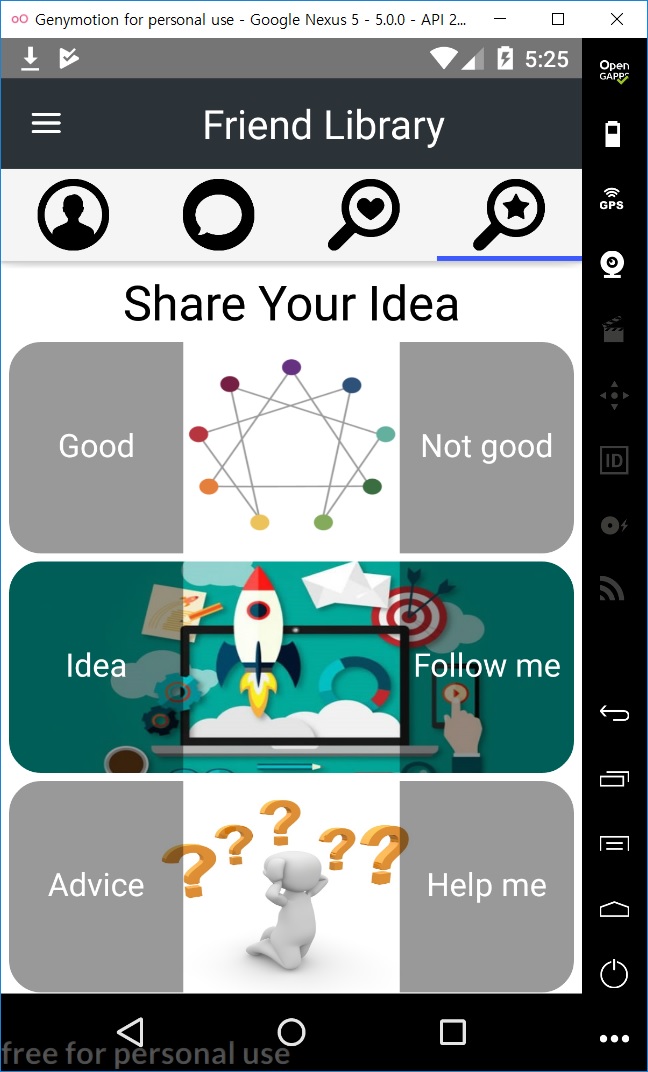 Genymotion for personal use - Google Nexus 5 - 5.0.0 - API 2...
5:25
Open
GAPPS
Friend Library
GPS
Share Your Idea
Good
Not good
ID
Idea
Follow me
Advice
Help me
free for personal use